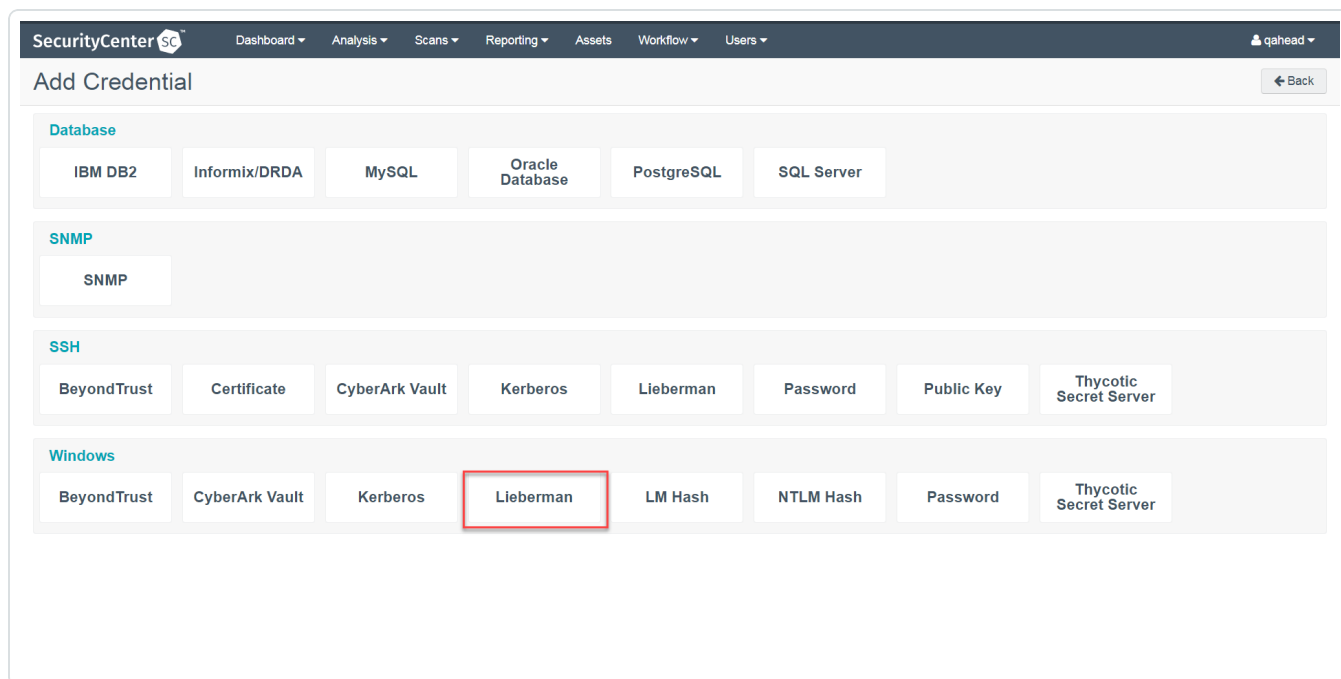 SecurityCenter SC™ Dashboard Analysis Scans Reporting Assets Workflow Users qahead
Add Credential Back
Database
IBM DB2 Informix/DRDA MySQL Oracle Database PostgreSQL SQL Server
SNMP
SNMP
SSH
BeyondTrust Certificate CyberArk Vault Kerberos Lieberman Password Public Key Thycotic Secret Server
Windows
BeyondTrust CyberArk Vault Kerberos Lieberman LM Hash NTLM Hash Password Thycotic Secret Server